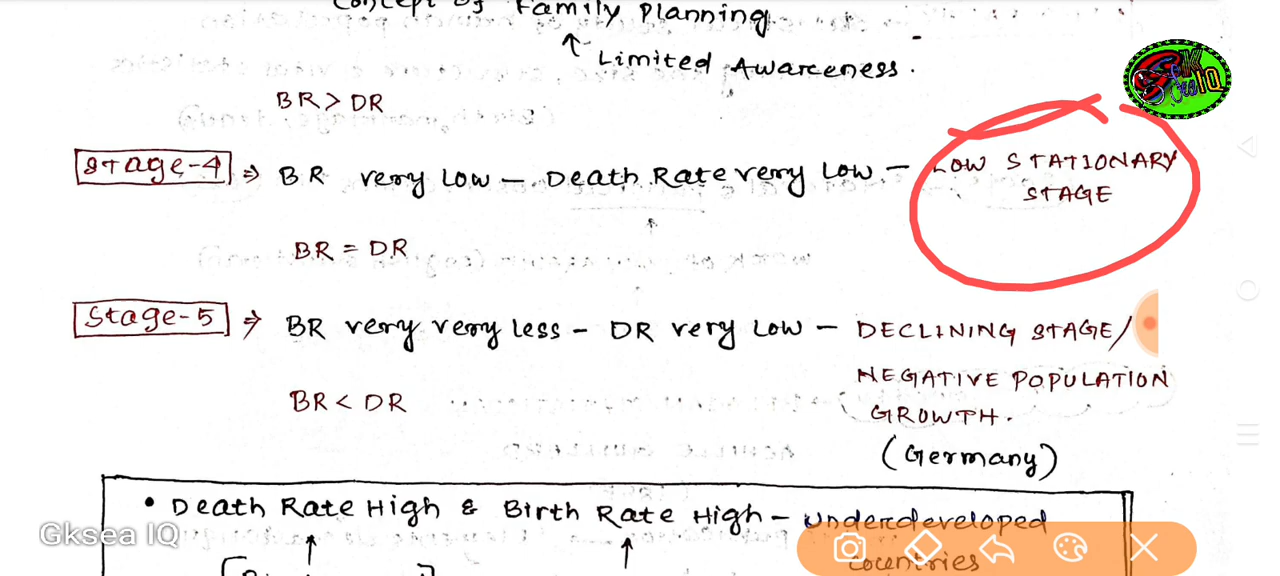 Concept of Family Planning
↑ Limited Awareness.
BR > DR
Stage-4 ⇒ BR very Low - Death Rate very Low - LOW STATIONARY
STAGE
BR = DR
Stage-5 ⇒ BR very very Less - DR very Low - DECLINING STAGE/
NEGATIVE POPULATION
BR < DR
GROWTH.
(Germany)
• Death Rate High & Birth Rate High - underdeveloped
countries
Gksea IQ